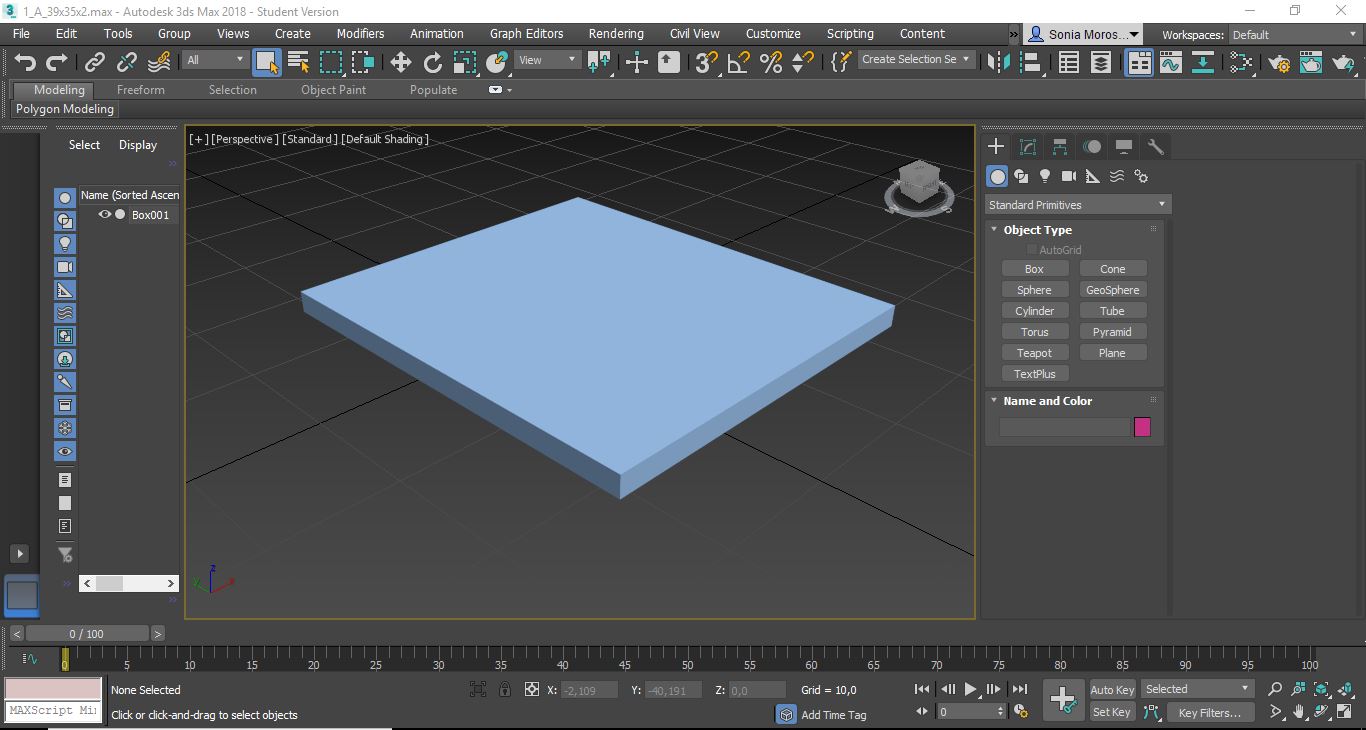 1_A_39x35x2.max - Autodesk 3ds Max 2018 - Student Version
File Edit Tools Group Views Create Modifiers Animation Graph Editors Rendering Civil View Customize Scripting Content » Sonia Moros... Workspaces: Default
All View 3 Create Selection Se
Modeling Freeform Selection Object Paint Populate
Polygon Modeling
Select Display
Name (Sorted Ascen
Box001
[+] [Perspective] [Standard] [Default Shading]
z
x
Standard Primitives
Object Type
AutoGrid
Box Cone
Sphere GeoSphere
Cylinder Tube
Torus Pyramid
Teapot Plane
TextPlus
Name and Color
< 0 / 100 >
0 5 10 15 20 25 30 35 40 45 50 55 60 65 70 75 80 85 90 95 100
None Selected X: -2,109 Y: -40,191 Z: 0,0 Grid = 10,0 Auto Key Selected
MAXScript Mi Click or click-and-drag to select objects Add Time Tag 0 Set Key Key Filters...